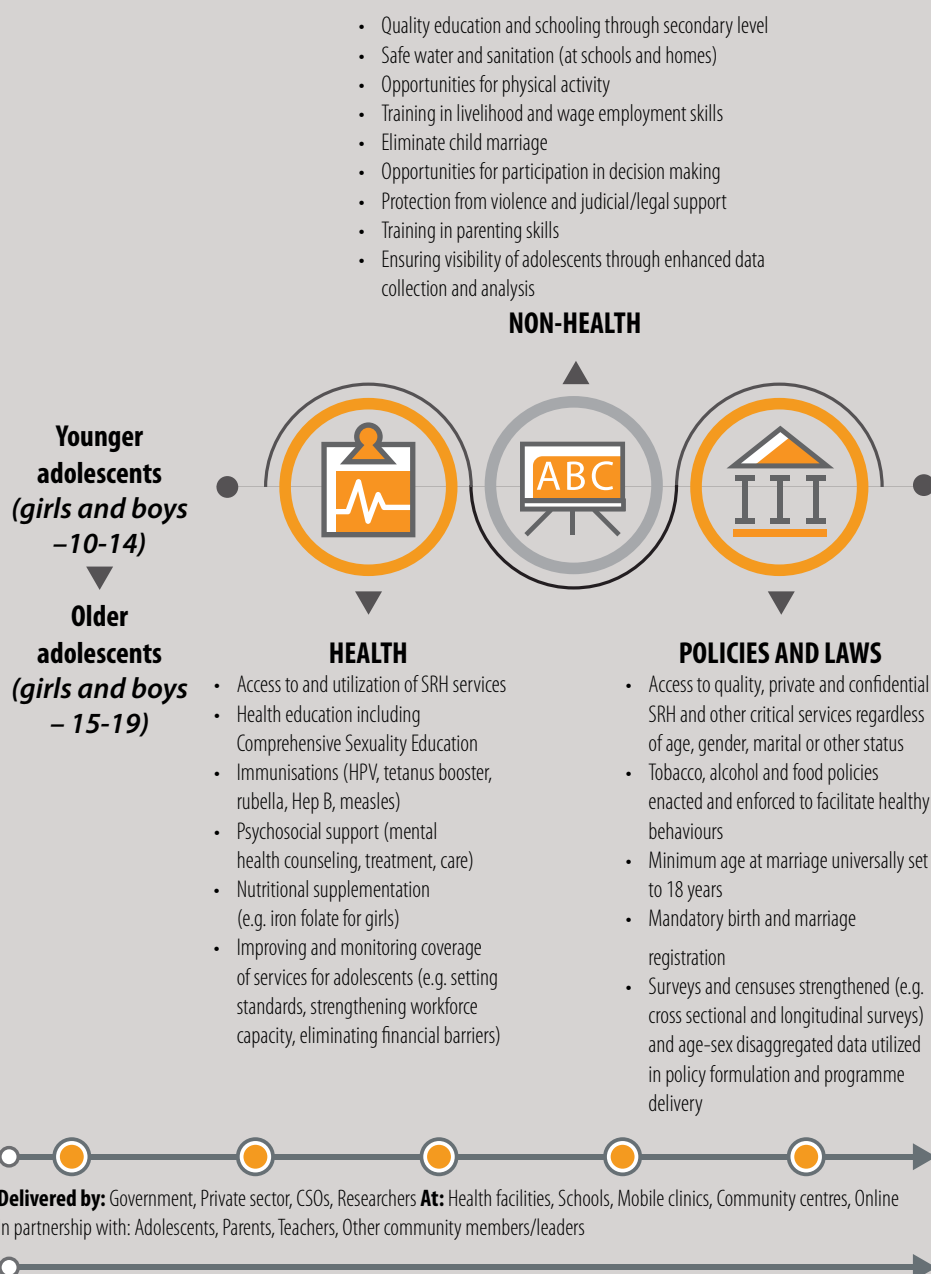 • Quality education and schooling through secondary level
• Safe water and sanitation (at schools and homes)
• Opportunities for physical activity
• Training in livelihood and wage employment skills
• Eliminate child marriage
• Opportunities for participation in decision making
• Protection from violence and judicial/legal support
• Training in parenting skills
• Ensuring visibility of adolescents through enhanced data
collection and analysis
NON-HEALTH
Younger
adolescents
(girls and boys
–10-14)
Older
adolescents
(girls and boys
– 15-19)
ABC
HEALTH
• Access to and utilization of SRH services
• Health education including
Comprehensive Sexuality Education
• Immunisations (HPV, tetanus booster,
rubella, Hep B, measles)
• Psychosocial support (mental
health counseling, treatment, care)
• Nutritional supplementation
(e.g. iron folate for girls)
• Improving and monitoring coverage
of services for adolescents (e.g. setting
standards, strengthening workforce
capacity, eliminating financial barriers)
POLICIES AND LAWS
• Access to quality, private and confidential
SRH and other critical services regardless
of age, gender, marital or other status
• Tobacco, alcohol and food policies
enacted and enforced to facilitate healthy
behaviours
• Minimum age at marriage universally set
to 18 years
• Mandatory birth and marriage
registration
• Surveys and censuses strengthened (e.g.
cross sectional and longitudinal surveys)
and age-sex disaggregated data utilized
in policy formulation and programme
delivery
Delivered by: Government, Private sector, CSOs, Researchers At: Health facilities, Schools, Mobile clinics, Community centres, Online
n partnership with: Adolescents, Parents, Teachers, Other community members/leaders